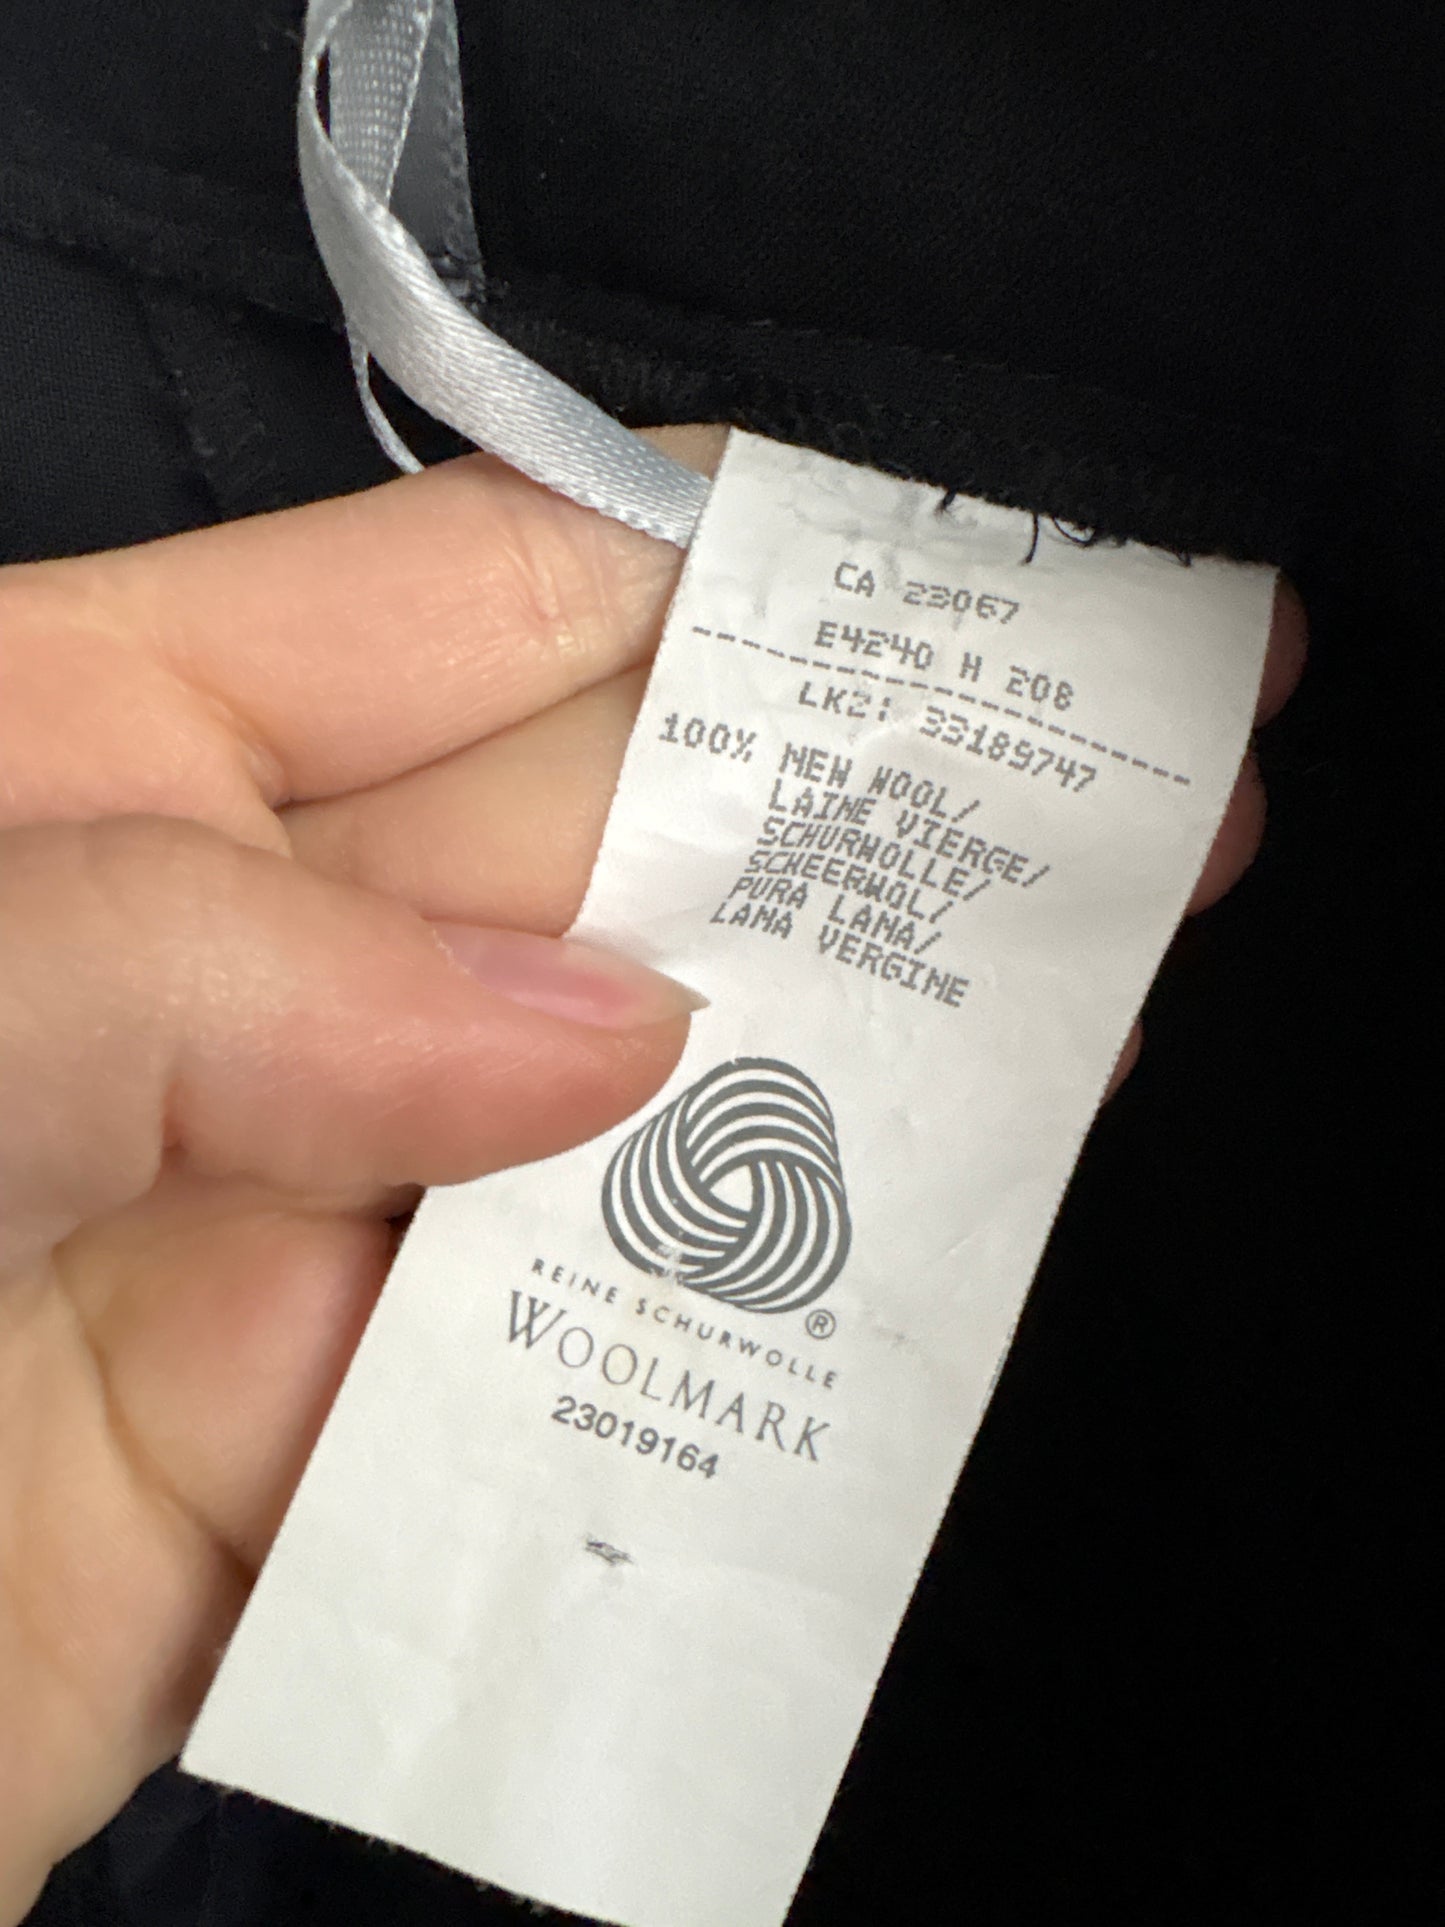 CA 23067
E4240 H 208
LKZ: 33189747
100% NEW WOOL/
LAINE VIERGE/
SCHURWOLLE/
SCHEERWOL/
PURA LANA/
LANA VERGINE
®
REINE SCHURWOLLE
WOOLMARK
23019164